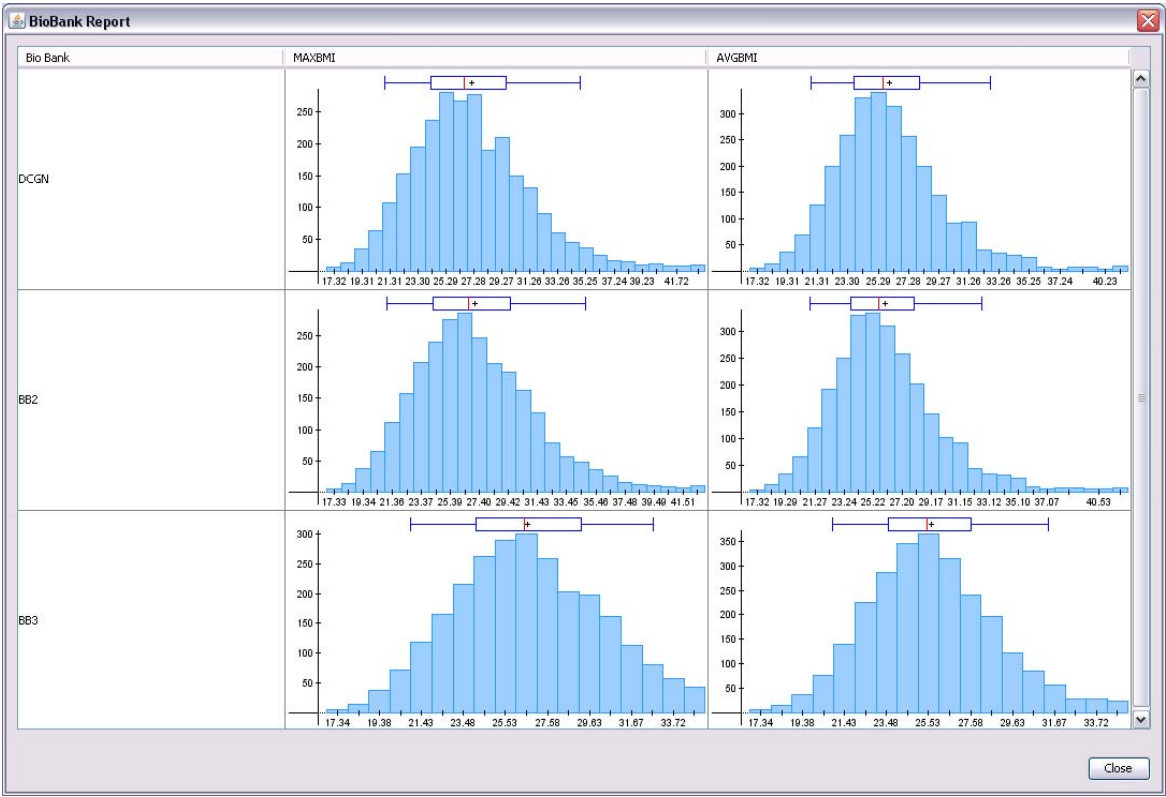 BioBank Report
Bio Bank MAXBMI AVGBMI
DCGN
250
200
150
100
50
17.32 19.31 21.31 23.30 25.29 27.28 29.27 31.26 33.26 35.25 37.24 39.23 41.72
300
250
200
150
100
50
17.32 19.31 21.31 23.30 25.29 27.28 29.27 31.26 33.26 35.25 37.24 40.23
BB2
250
200
150
100
50
17.33 19.34 21.36 23.37 25.39 27.40 29.42 31.43 33.45 35.46 37.48 39.49 41.51
300
250
200
150
100
50
17.32 19.29 21.27 23.24 25.22 27.20 29.17 31.15 33.12 35.10 37.07 40.53
BB3
300
250
200
150
100
50
17.34 19.38 21.43 23.48 25.53 27.58 29.63 31.67 33.72
350
300
250
200
150
100
50
17.34 19.38 21.43 23.48 25.53 27.58 29.63 31.67 33.72
Close